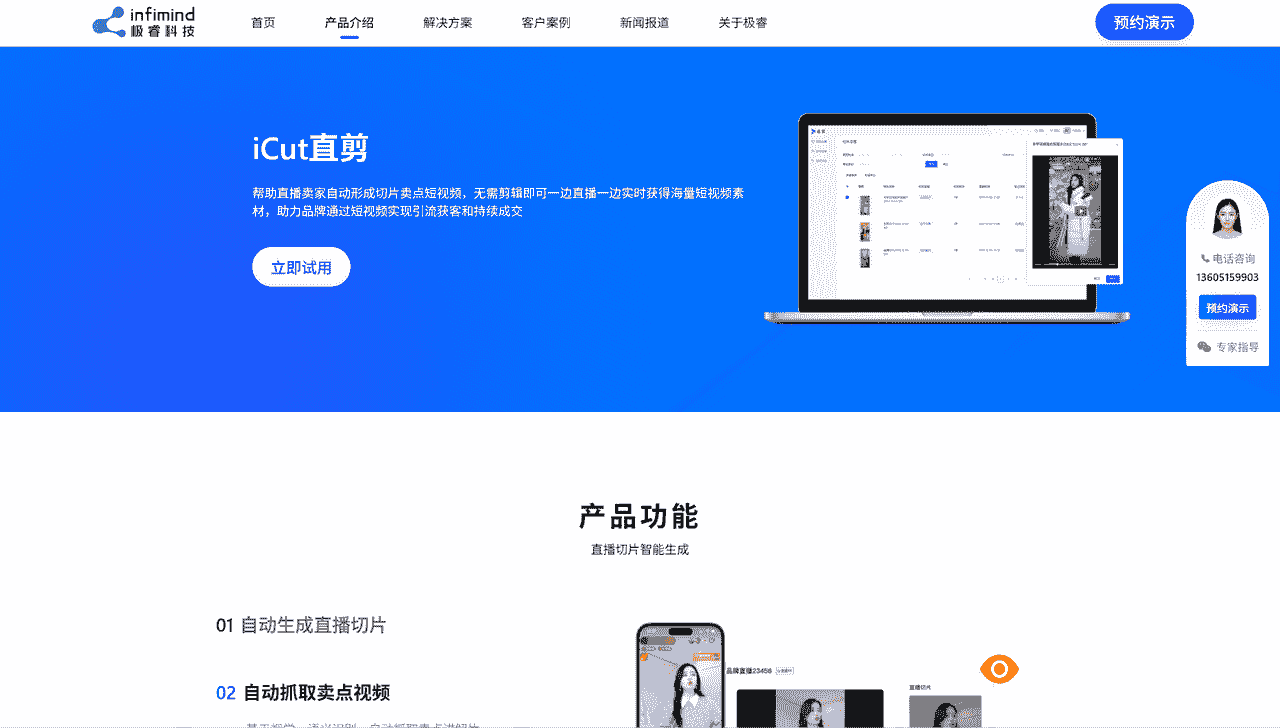 infimind
极睿科技
首页
产品介绍
解决方案
客户案例
新闻报道
关于极睿
预约演示
iCut直剪
帮助直播卖家自动形成切片卖点短视频，无需剪辑即可一边直播一边实时获得海量短视频素
材，助力品牌通过短视频实现引流获客和持续成交
立即试用
电话咨询
13605159903
预约演示
专家指导
产品功能
直播切片智能生成
01 自动生成直播切片
02 自动抓取卖点视频
品牌直播23456
直播切片